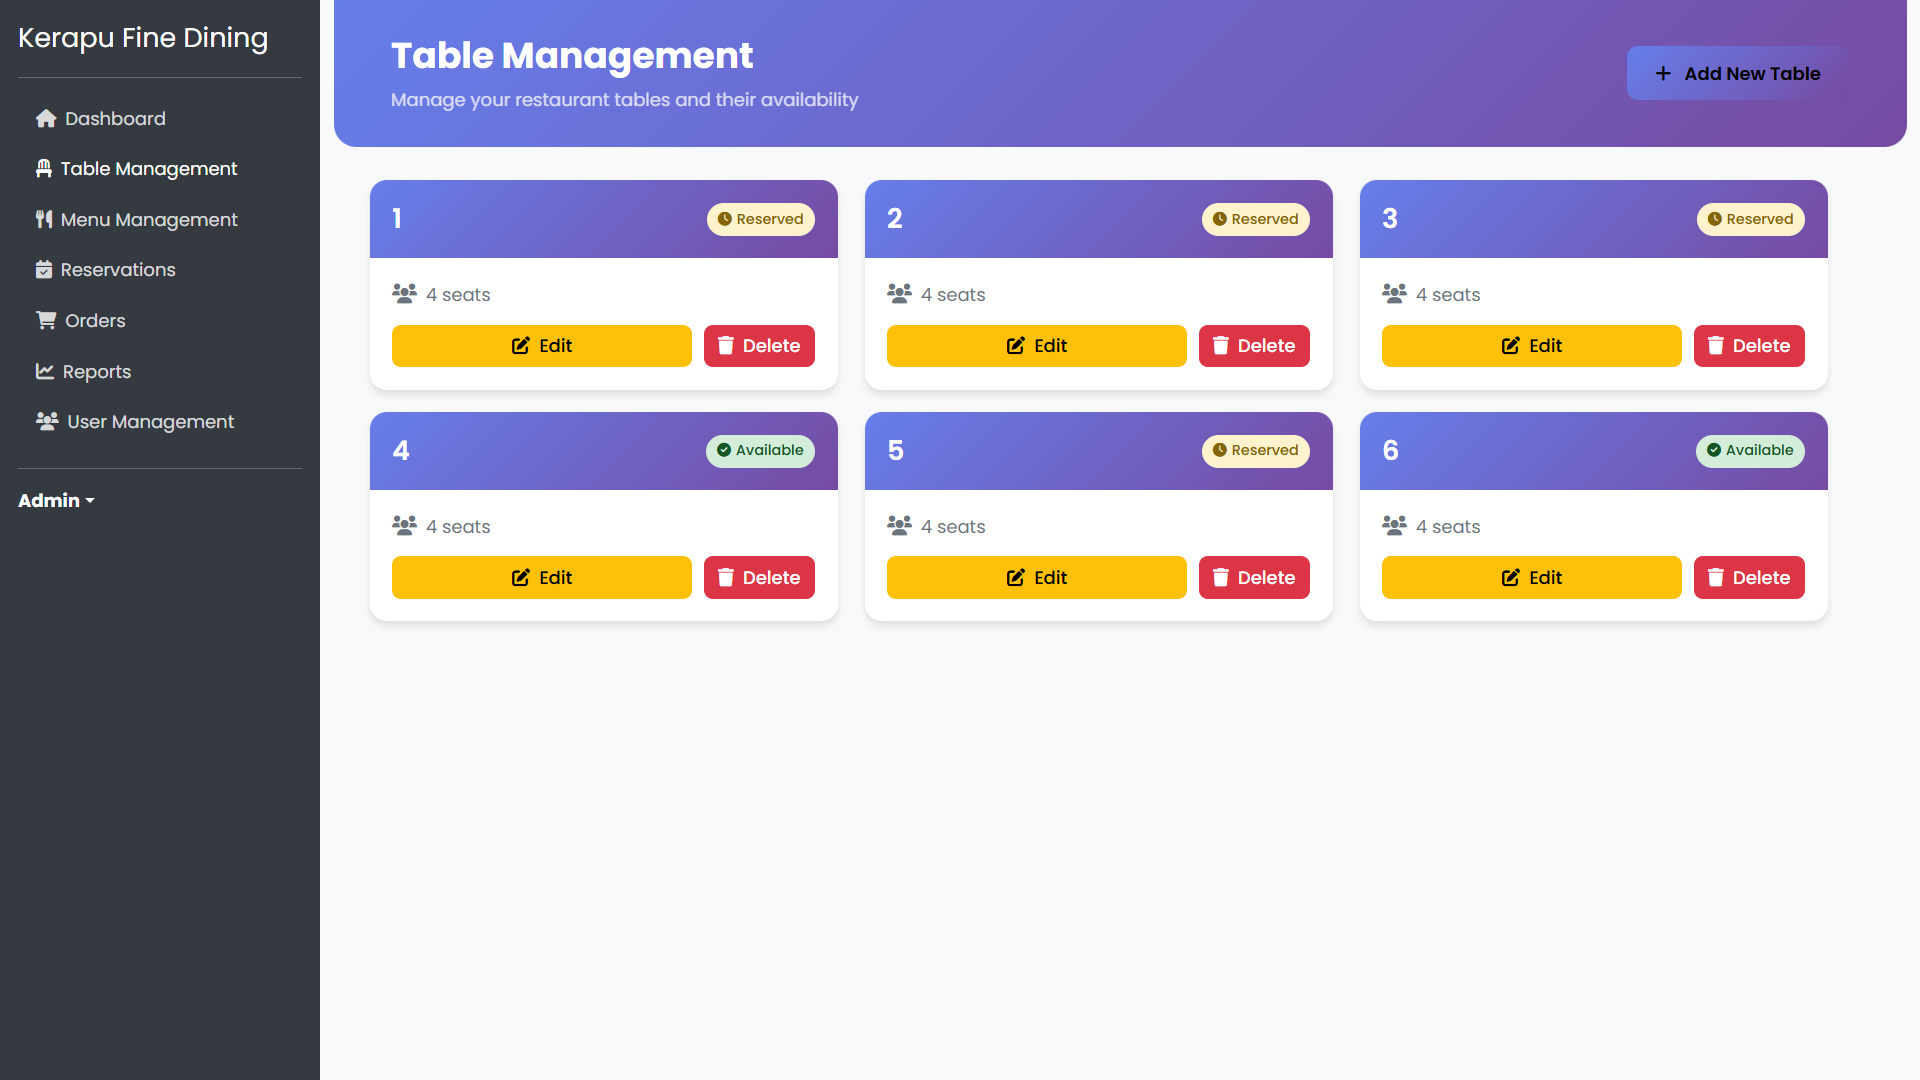 Kerapu Fine Dining
Dashboard
Table Management
Menu Management
Reservations
Orders
Reports
User Management
Admin
Table Management
Manage your restaurant tables and their availability
Add New Table
1 Reserved
4 seats
Edit Delete
2 Reserved
4 seats
Edit Delete
3 Reserved
4 seats
Edit Delete
4 Available
4 seats
Edit Delete
5 Reserved
4 seats
Edit Delete
6 Available
4 seats
Edit Delete